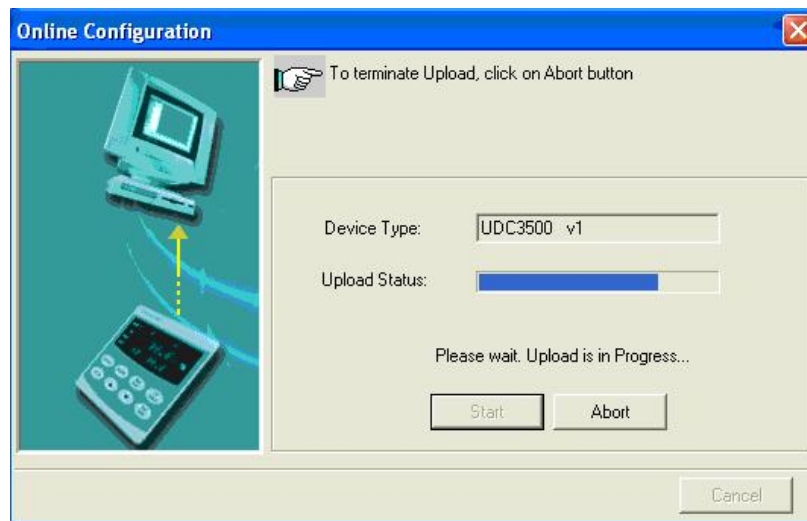 Online Configuration
To terminate Upload, click on Abort button
Device Type: UDC3500 v1
Upload Status:
Please wait. Upload is in Progress...
Start Abort
Cancel